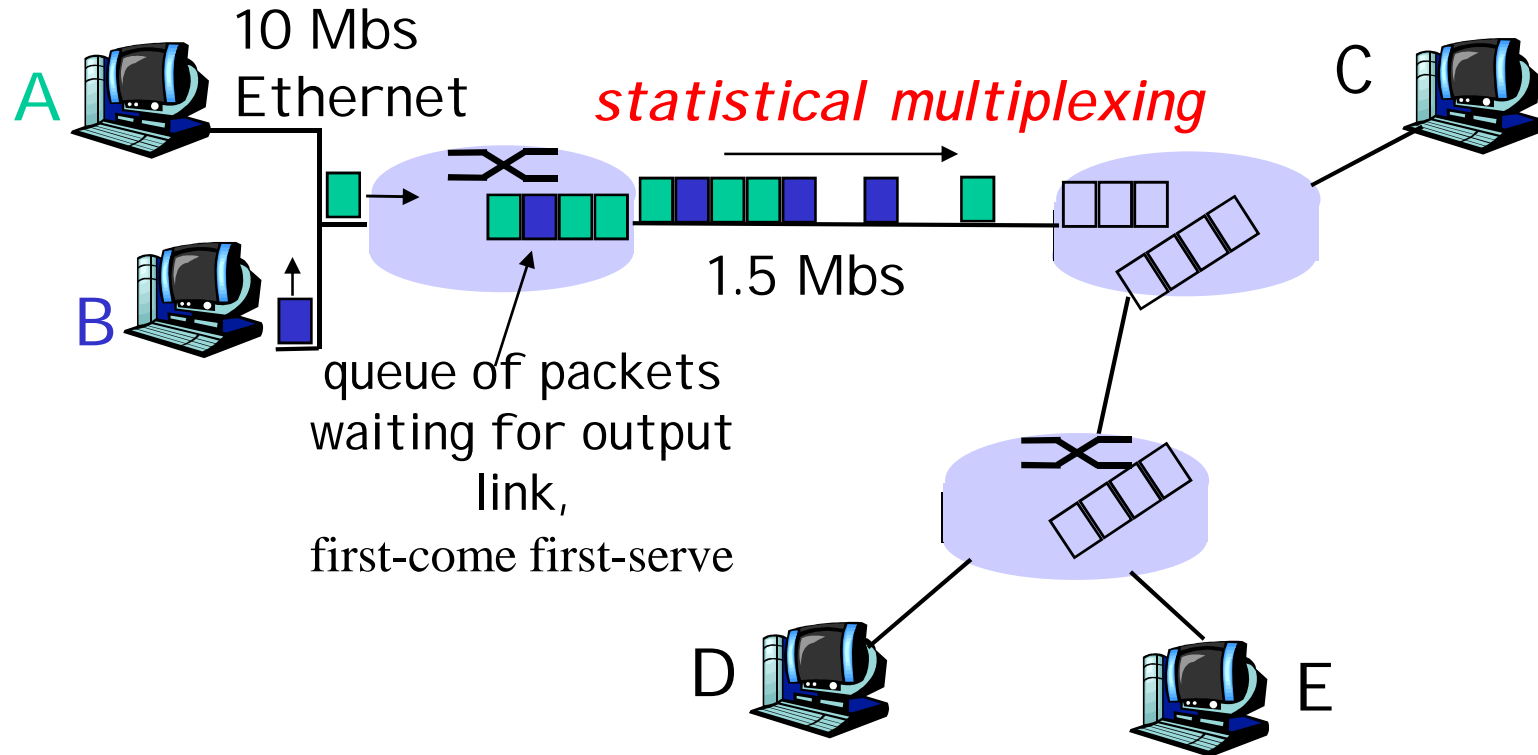 10 Mbs
Ethernet
A
statistical multiplexing
C
B
1.5 Mbs
queue of packets
waiting for output
link,
first-come first-serve
D
E